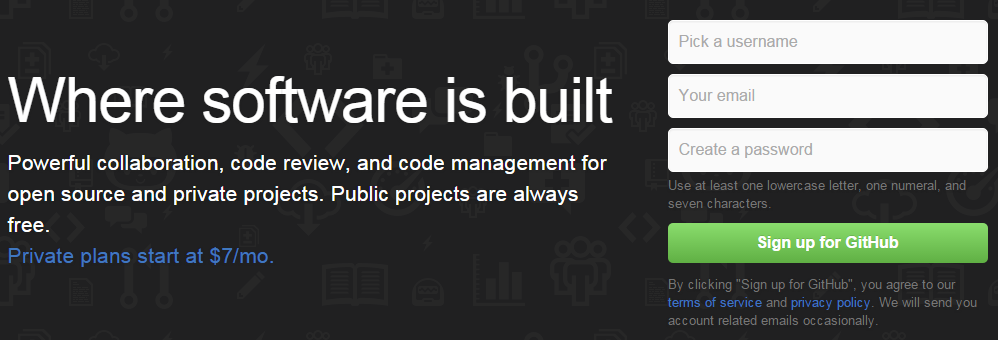 Where software is built
Powerful collaboration, code review, and code management for
open source and private projects. Public projects are always
free.
Private plans start at $7/mo.
Pick a username
Your email
Create a password
Use at least one lowercase letter, one numeral, and
seven characters.
Sign up for GitHub
By clicking "Sign up for GitHub", you agree to our
terms of service and privacy policy. We will send you
account related emails occasionally.